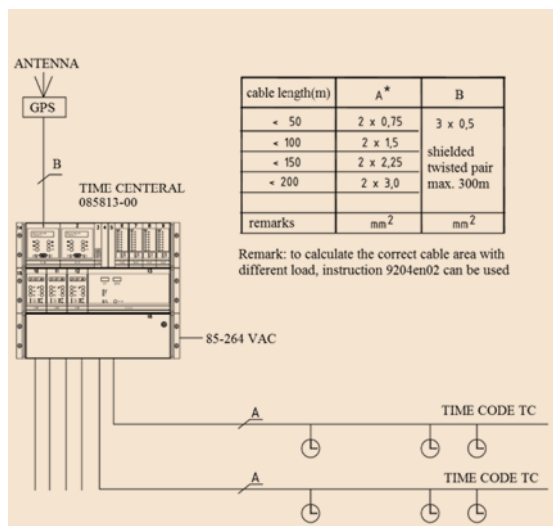 ANTENNA
GPS
B
TIME CENTERAL
085813-00
cable length(m) A* B
< 50 2 x 0,75 3 x 0,5
< 100 2 x 1,5 shielded
< 150 2 x 2,25 twisted pair
< 200 2 x 3,0 max. 300m
remarks mm2 mm2
Remark: to calculate the correct cable area with
different load, instruction 9204en02 can be used
85-264 VAC
A TIME CODE TC
A TIME CODE TC